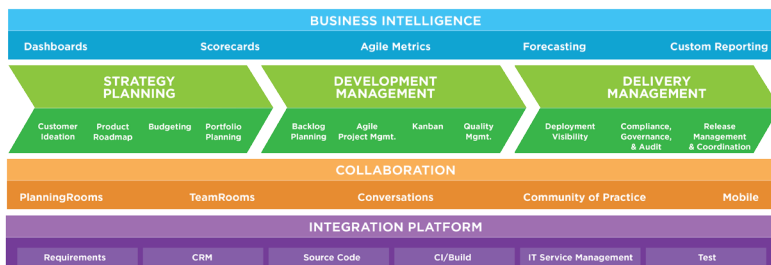 BUSINESS INTELLIGENCE
Dashboards Scorecards Agile Metrics Forecasting Custom Reporting
STRATEGY
PLANNING
Customer
Ideation
Product
Roadmap
Budgeting
Portfolio
Planning
DEVELOPMENT
MANAGEMENT
Backlog
Planning
Agile
Project Mgmt.
Kanban
Quality
Mgmt.
DELIVERY
MANAGEMENT
Deployment
Visibility
Compliance,
Governance,
& Audit
Release
Management
& Coordination
COLLABORATION
PlanningRooms TeamRooms Conversations Community of Practice Mobile
INTEGRATION PLATFORM
Requirements CRM Source Code CI/Build IT Service Management Test